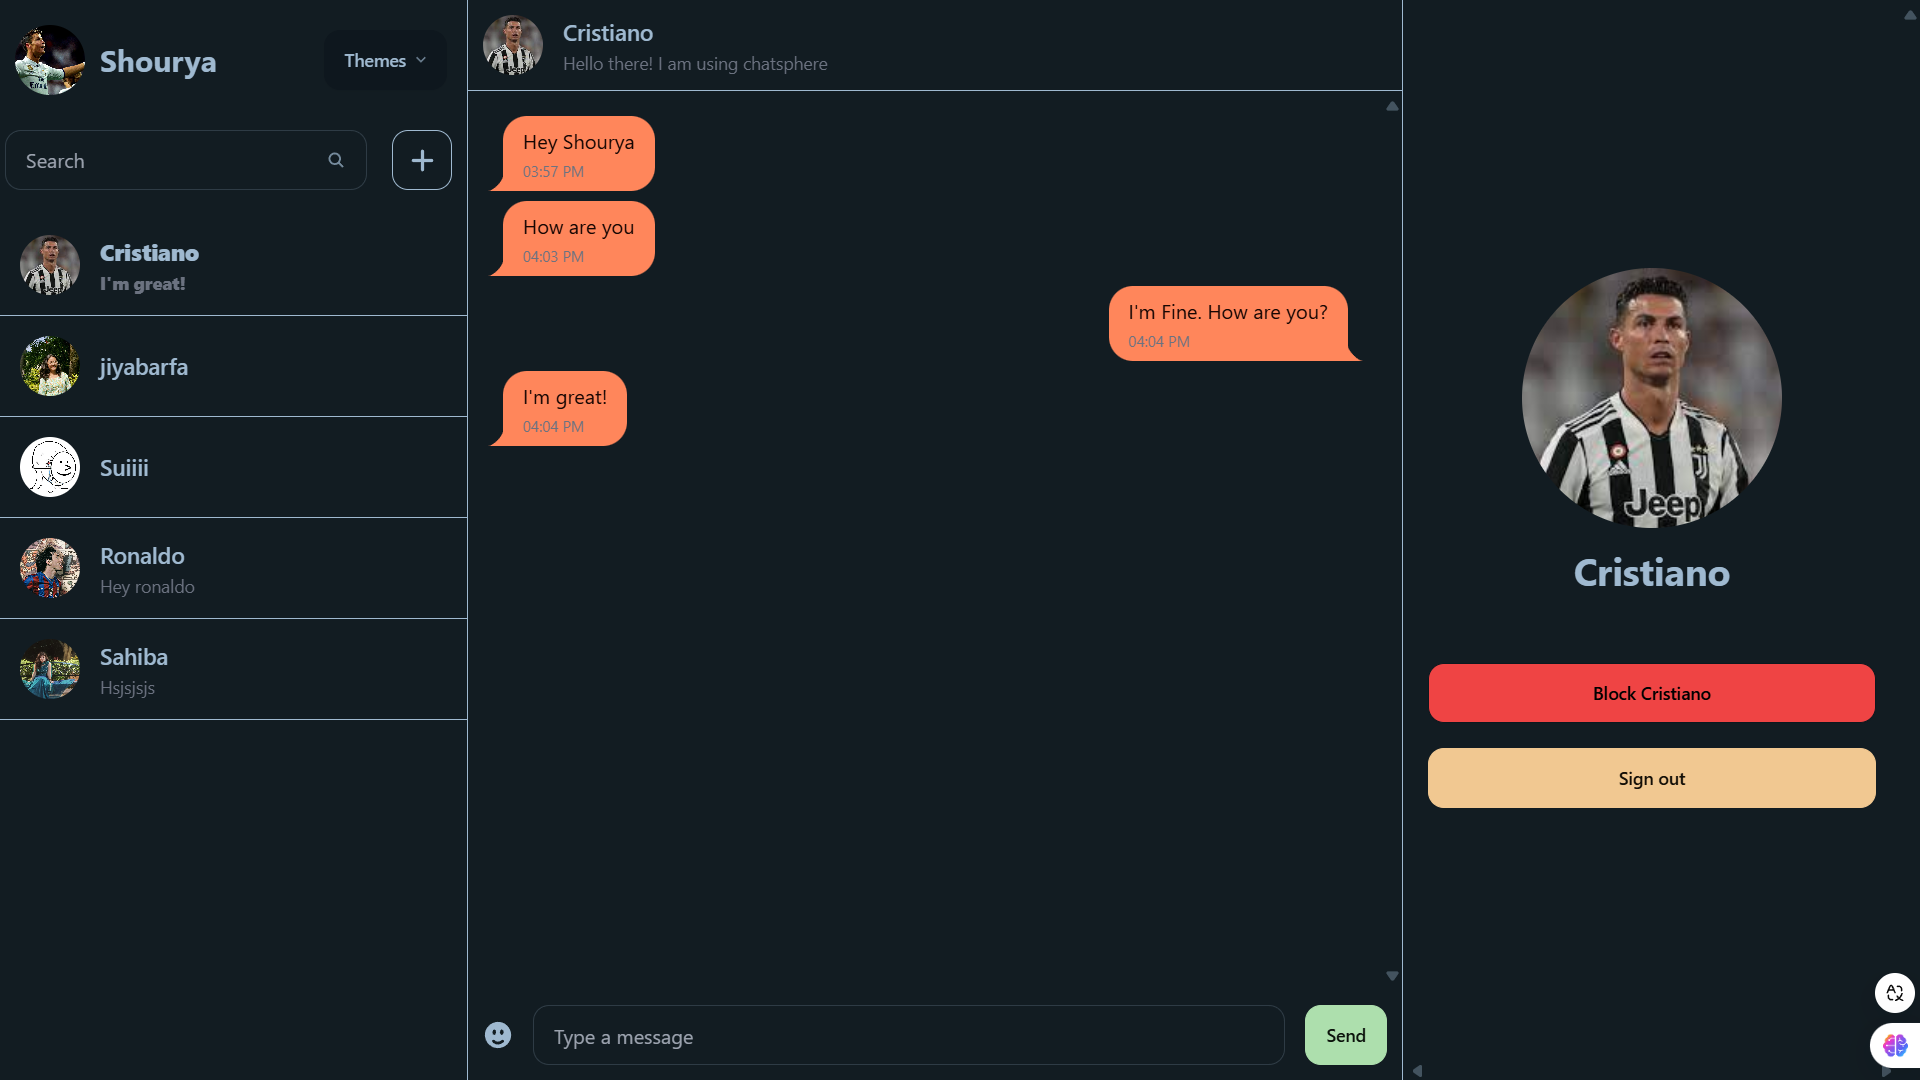 Shourya
Themes
Search
Cristiano
I'm great!
jiyabarfa
Suiiii
Ronaldo
Hey ronaldo
Sahiba
Hsjsjsjs
Cristiano
Hello there! I am using chatsphere
Hey Shourya
03:57 PM
How are you
04:03 PM
I'm Fine. How are you?
04:04 PM
I'm great!
04:04 PM
Type a message
Send
Jeep
Cristiano
Block Cristiano
Sign out